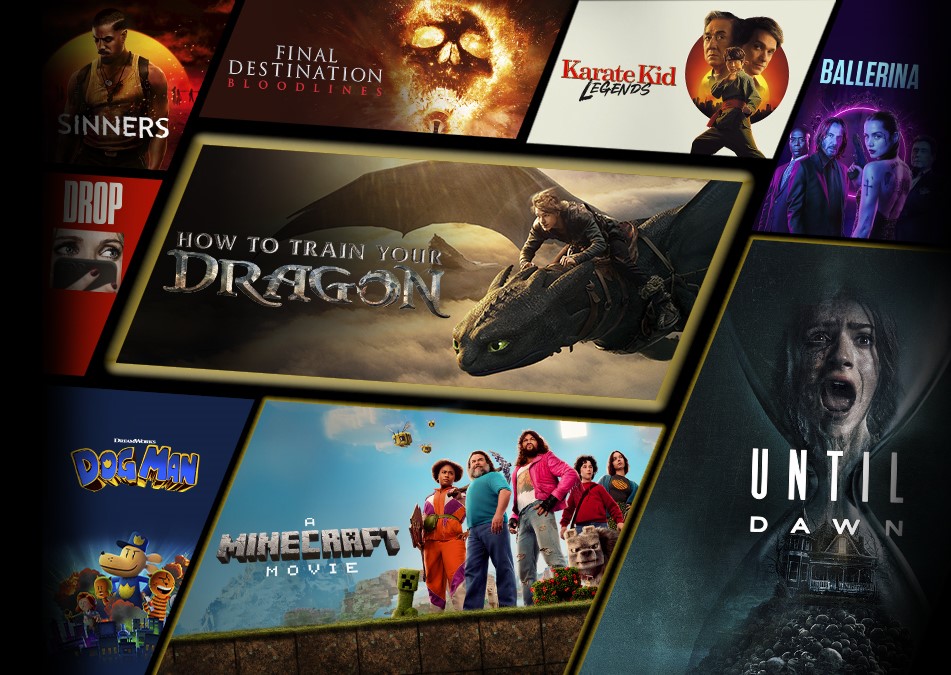 SINNERS
FINAL
DESTINATION
BLOODLINES
Karate Kid
LEGENDS
BALLERINA
DROP
HOW TO TRAIN YOUR
DRAGON
DREAMWORKS
DOG MAN
A
MINECRAFT
MOVIE
UNTIL
DAWN